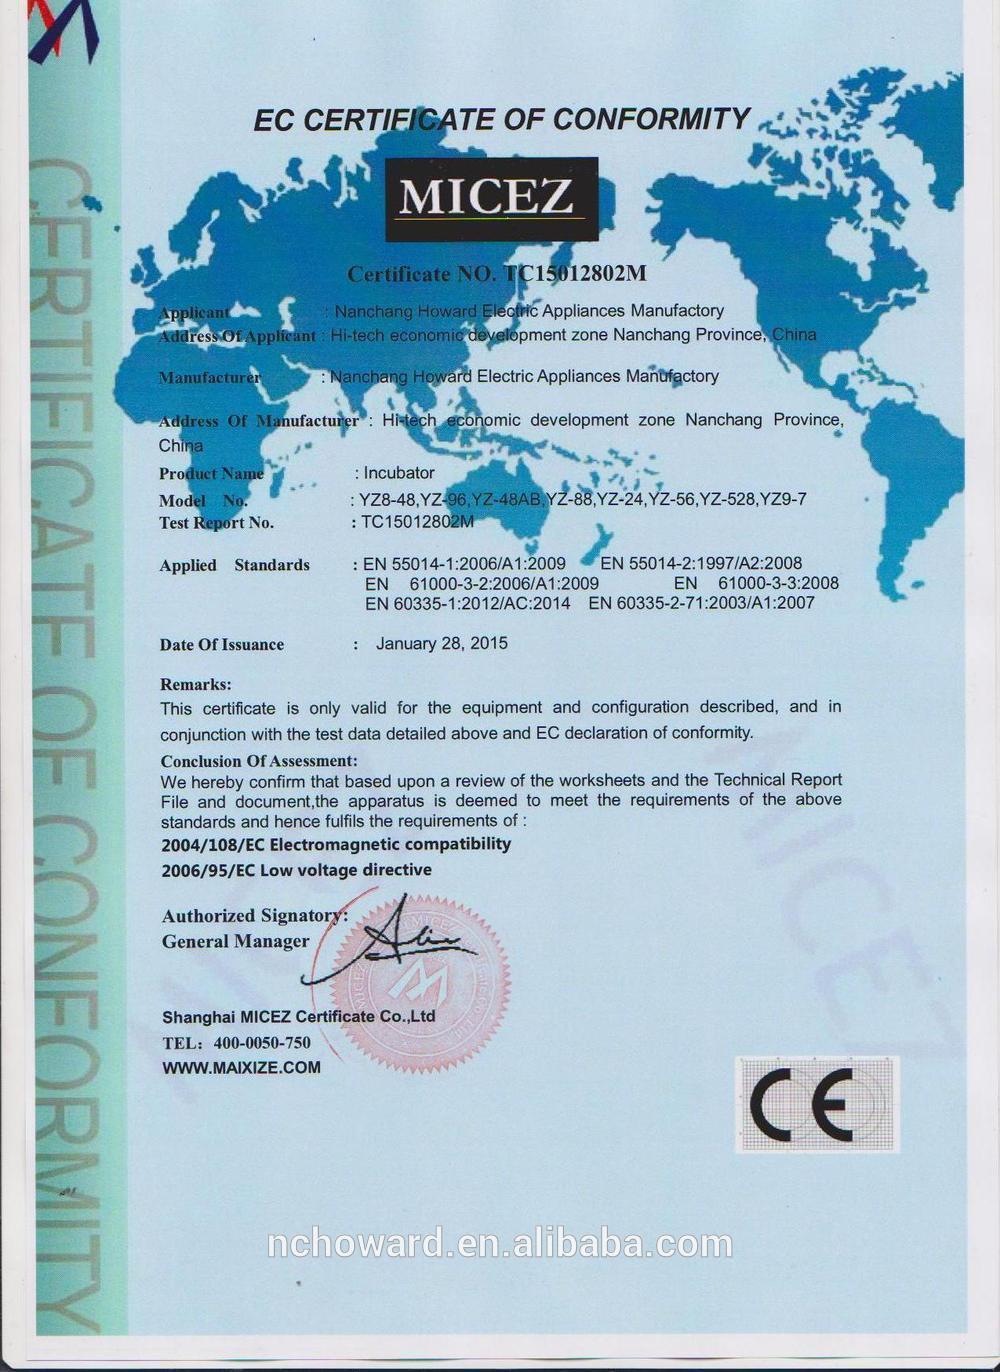 EC CERTIFICATE OF CONFORMITY
MICEZ
Certificate NO. TC15012802M
Applicant : Nanchang Howard Electric Appliances Manufactory
Address Of Applicant : Hi-tech economic development zone Nanchang Province, China
Manufacturer : Nanchang Howard Electric Appliances Manufactory
Address Of Manufacturer : Hi-tech economic development zone Nanchang Province,
China
Product Name : Incubator
Model No. : YZ8-48,YZ-96,YZ-48AB,YZ-88,YZ-24,YZ-56,YZ-528,YZ9-7
Test Report No. : TC15012802M
Applied Standards : EN 55014-1:2006/A1:2009 EN 55014-2:1997/A2:2008
EN 61000-3-2:2006/A1:2009 EN 61000-3-3:2008
EN 60335-1:2012/AC:2014 EN 60335-2-71:2003/A1:2007
Date Of Issuance : January 28, 2015
Remarks:
This certificate is only valid for the equipment and configuration described, and in
conjunction with the test data detailed above and EC declaration of conformity.
Conclusion Of Assessment:
We hereby confirm that based upon a review of the worksheets and the Technical Report
File and document,the apparatus is deemed to meet the requirements of the above
standards and hence fulfils the requirements of :
2004/108/EC Electromagnetic compatibility
2006/95/EC Low voltage directive
Authorized Signatory:
General Manager
Shanghai MICEZ Certificate Co.,Ltd
TEL: 400-0050-750
WWW.MAIXIZE.COM
CE
CERTIFICATE OF CONFORMITY
MICEZ
nchoward.en.alibaba.com